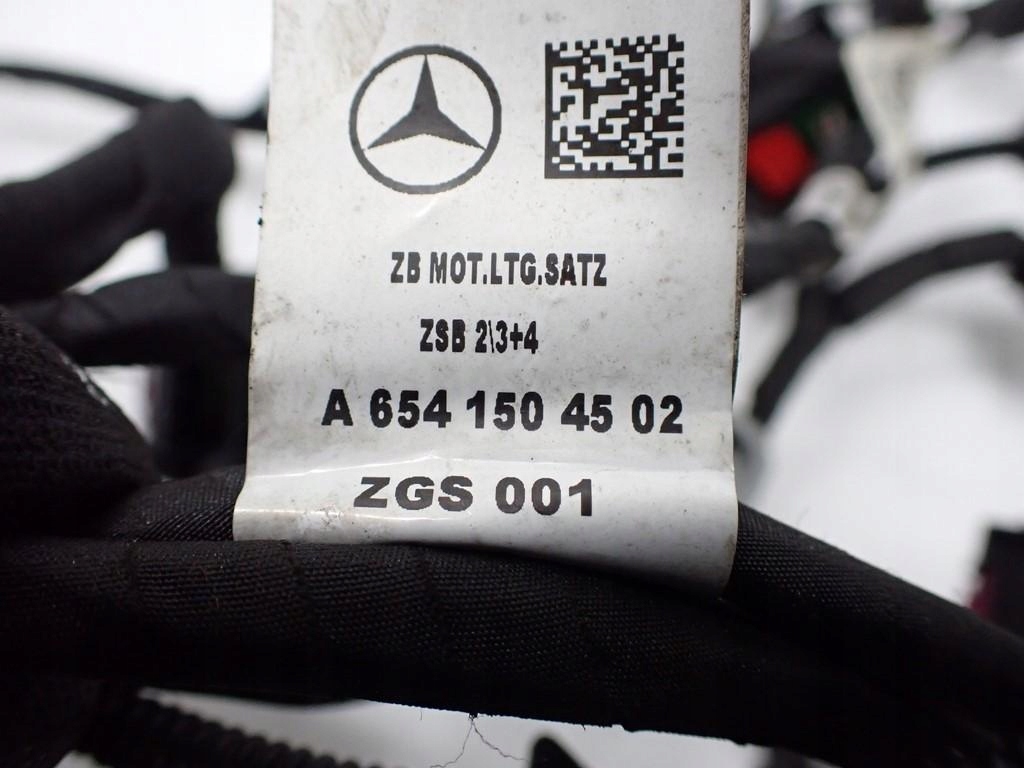 ZB MOT.LTG.SATZ
ZSB 2\3+4
A 654 150 45 02
ZGS 001